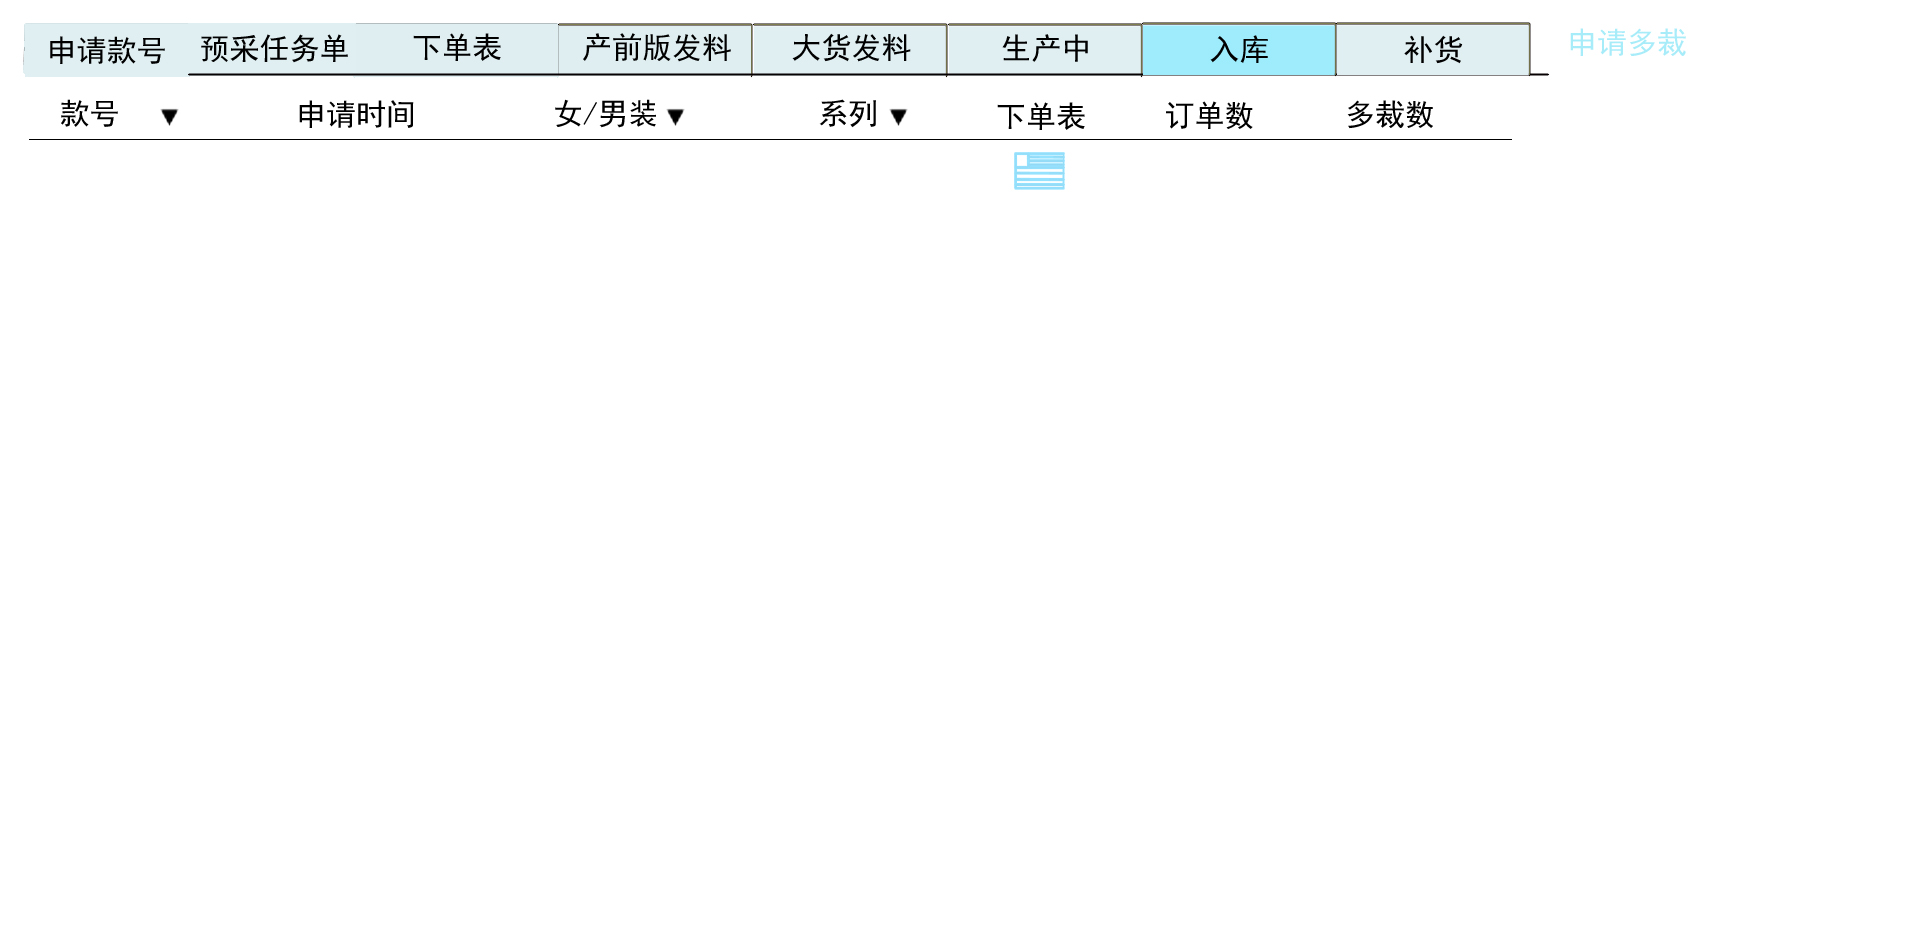 申请款号 预采任务单 下单表 产前版发料 大货发料 生产中 入库 补货 申请多裁
款号 ▼ 申请时间 女/男装 ▼ 系列 ▼ 下单表 订单数 多裁数